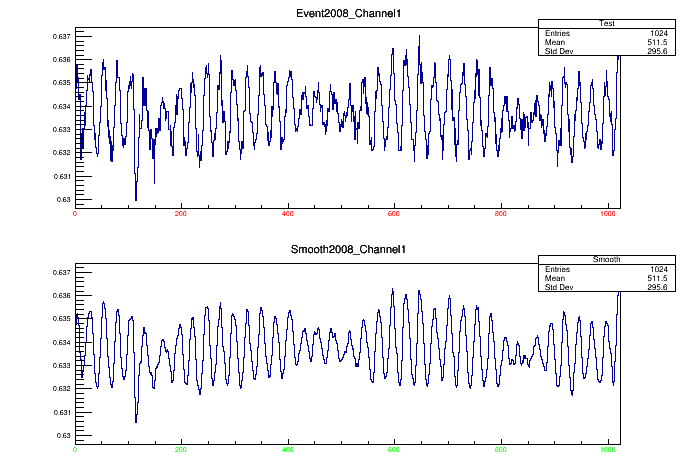 Event2008_Channel1
Test
Entries 1024
Mean 511.5
Std Dev 295.6
0.637
0.636
0.635
0.634
0.633
0.632
0.631
0.63
0 200 400 600 800 1000
Smooth2008_Channel1
Smooth
Entries 1024
Mean 511.5
Std Dev 295.6
0.637
0.636
0.635
0.634
0.633
0.632
0.631
0.63
0 200 400 600 800 1000